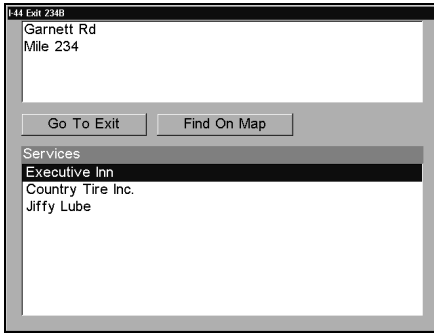 I-44 Exit 234B
Garnett Rd
Mile 234
Go To Exit
Find On Map
Services
Executive Inn
Country Tire Inc.
Jiffy Lube